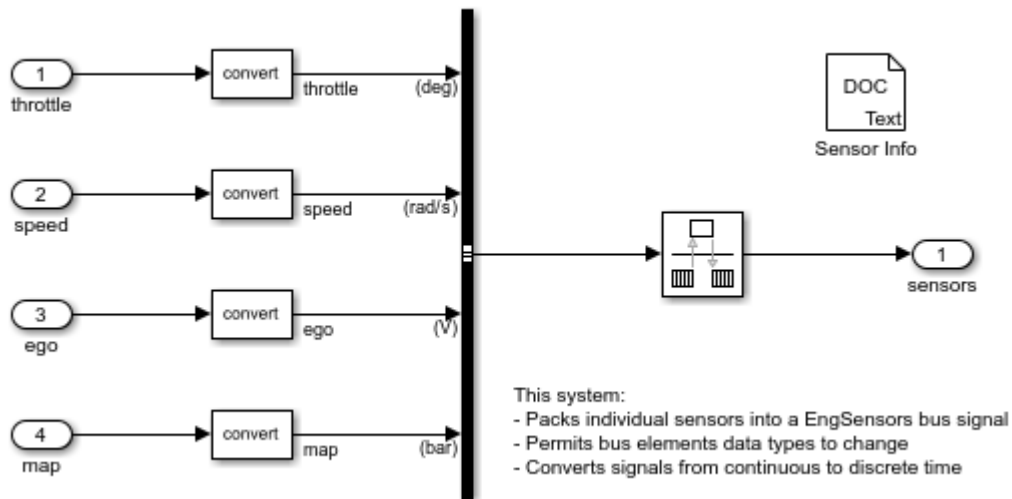 1
convert
throttle
(deg)
throttle
DOC
Text
Sensor Info
2
convert
speed
(rad/s)
speed
1
sensors
3
convert
ego
(V)
ego
This system:
- Packs individual sensors into a EngSensors bus signal
- Permits bus elements data types to change
- Converts signals from continuous to discrete time
4
convert
map
(bar)
map